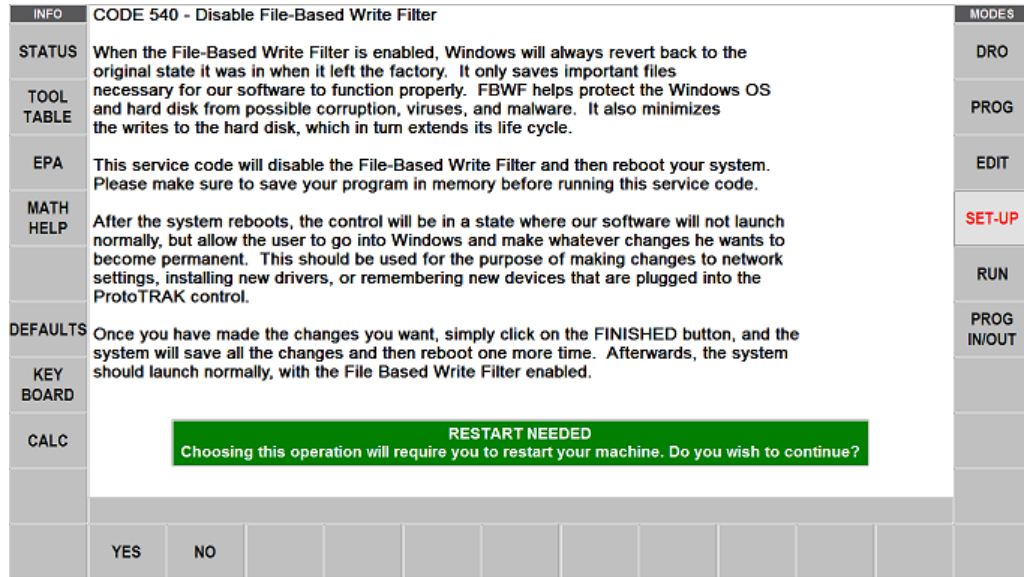 INFO
CODE 540 - Disable File-Based Write Filter
MODES
STATUS
TOOL
TABLE
EPA
MATH
HELP
DEFAULTS
KEY
BOARD
CALC
When the File-Based Write Filter is enabled, Windows will always revert back to the
original state it was in when it left the factory. It only saves important files
necessary for our software to function properly. FBWF helps protect the Windows OS
and hard disk from possible corruption, viruses, and malware. It also minimizes
the writes to the hard disk, which in turn extends its life cycle.
This service code will disable the File-Based Write Filter and then reboot your system.
Please make sure to save your program in memory before running this service code.
After the system reboots, the control will be in a state where our software will not launch
normally, but allow the user to go into Windows and make whatever changes he wants to
become permanent. This should be used for the purpose of making changes to network
settings, installing new drivers, or remembering new devices that are plugged into the
ProtoTRAK control.
Once you have made the changes you want, simply click on the FINISHED button, and the
system will save all the changes and then reboot one more time. Afterwards, the system
should launch normally, with the File Based Write Filter enabled.
RESTART NEEDED
Choosing this operation will require you to restart your machine. Do you wish to continue?
DRO
PROG
EDIT
SET-UP
RUN
PROG
IN/OUT
YES
NO